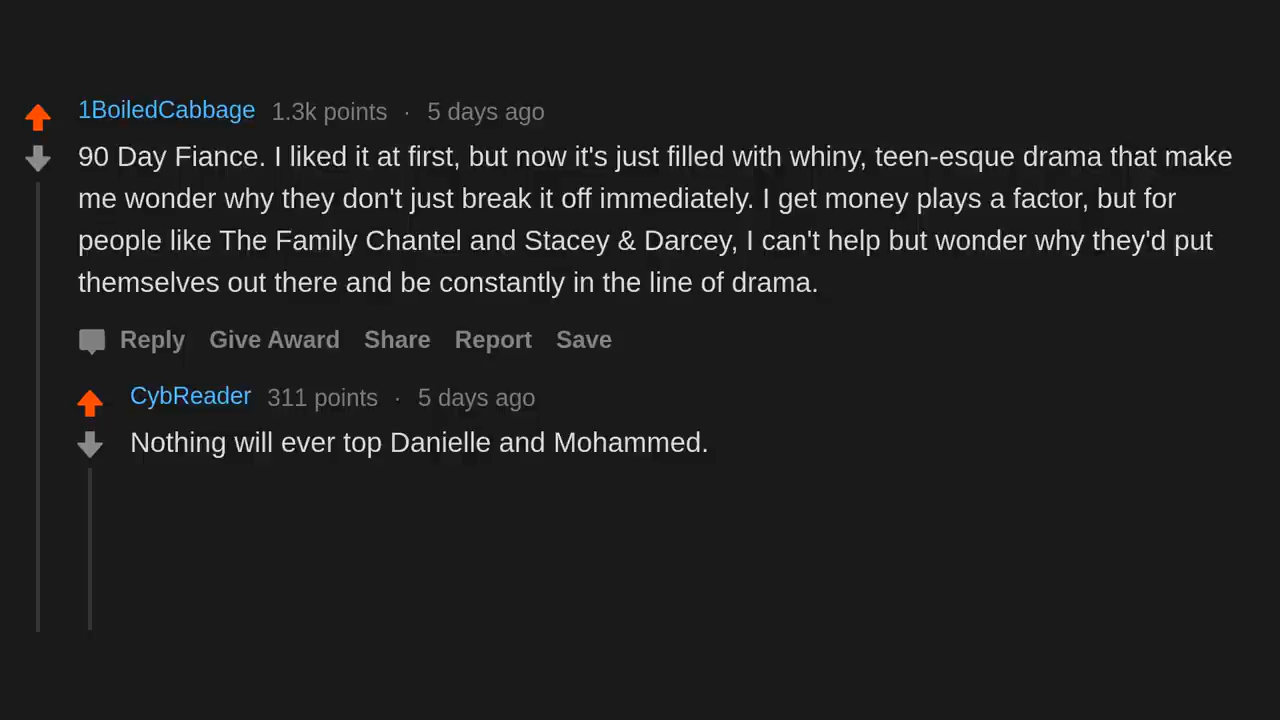 1BoiledCabbage 1.3k points · 5 days ago
90 Day Fiance. I liked it at first, but now it's just filled with whiny, teen-esque drama that make
me wonder why they don't just break it off immediately. I get money plays a factor, but for
people like The Family Chantel and Stacey & Darcey, I can't help but wonder why they'd put
themselves out there and be constantly in the line of drama.
Reply Give Award Share Report Save
CybReader 311 points · 5 days ago
Nothing will ever top Danielle and Mohammed.